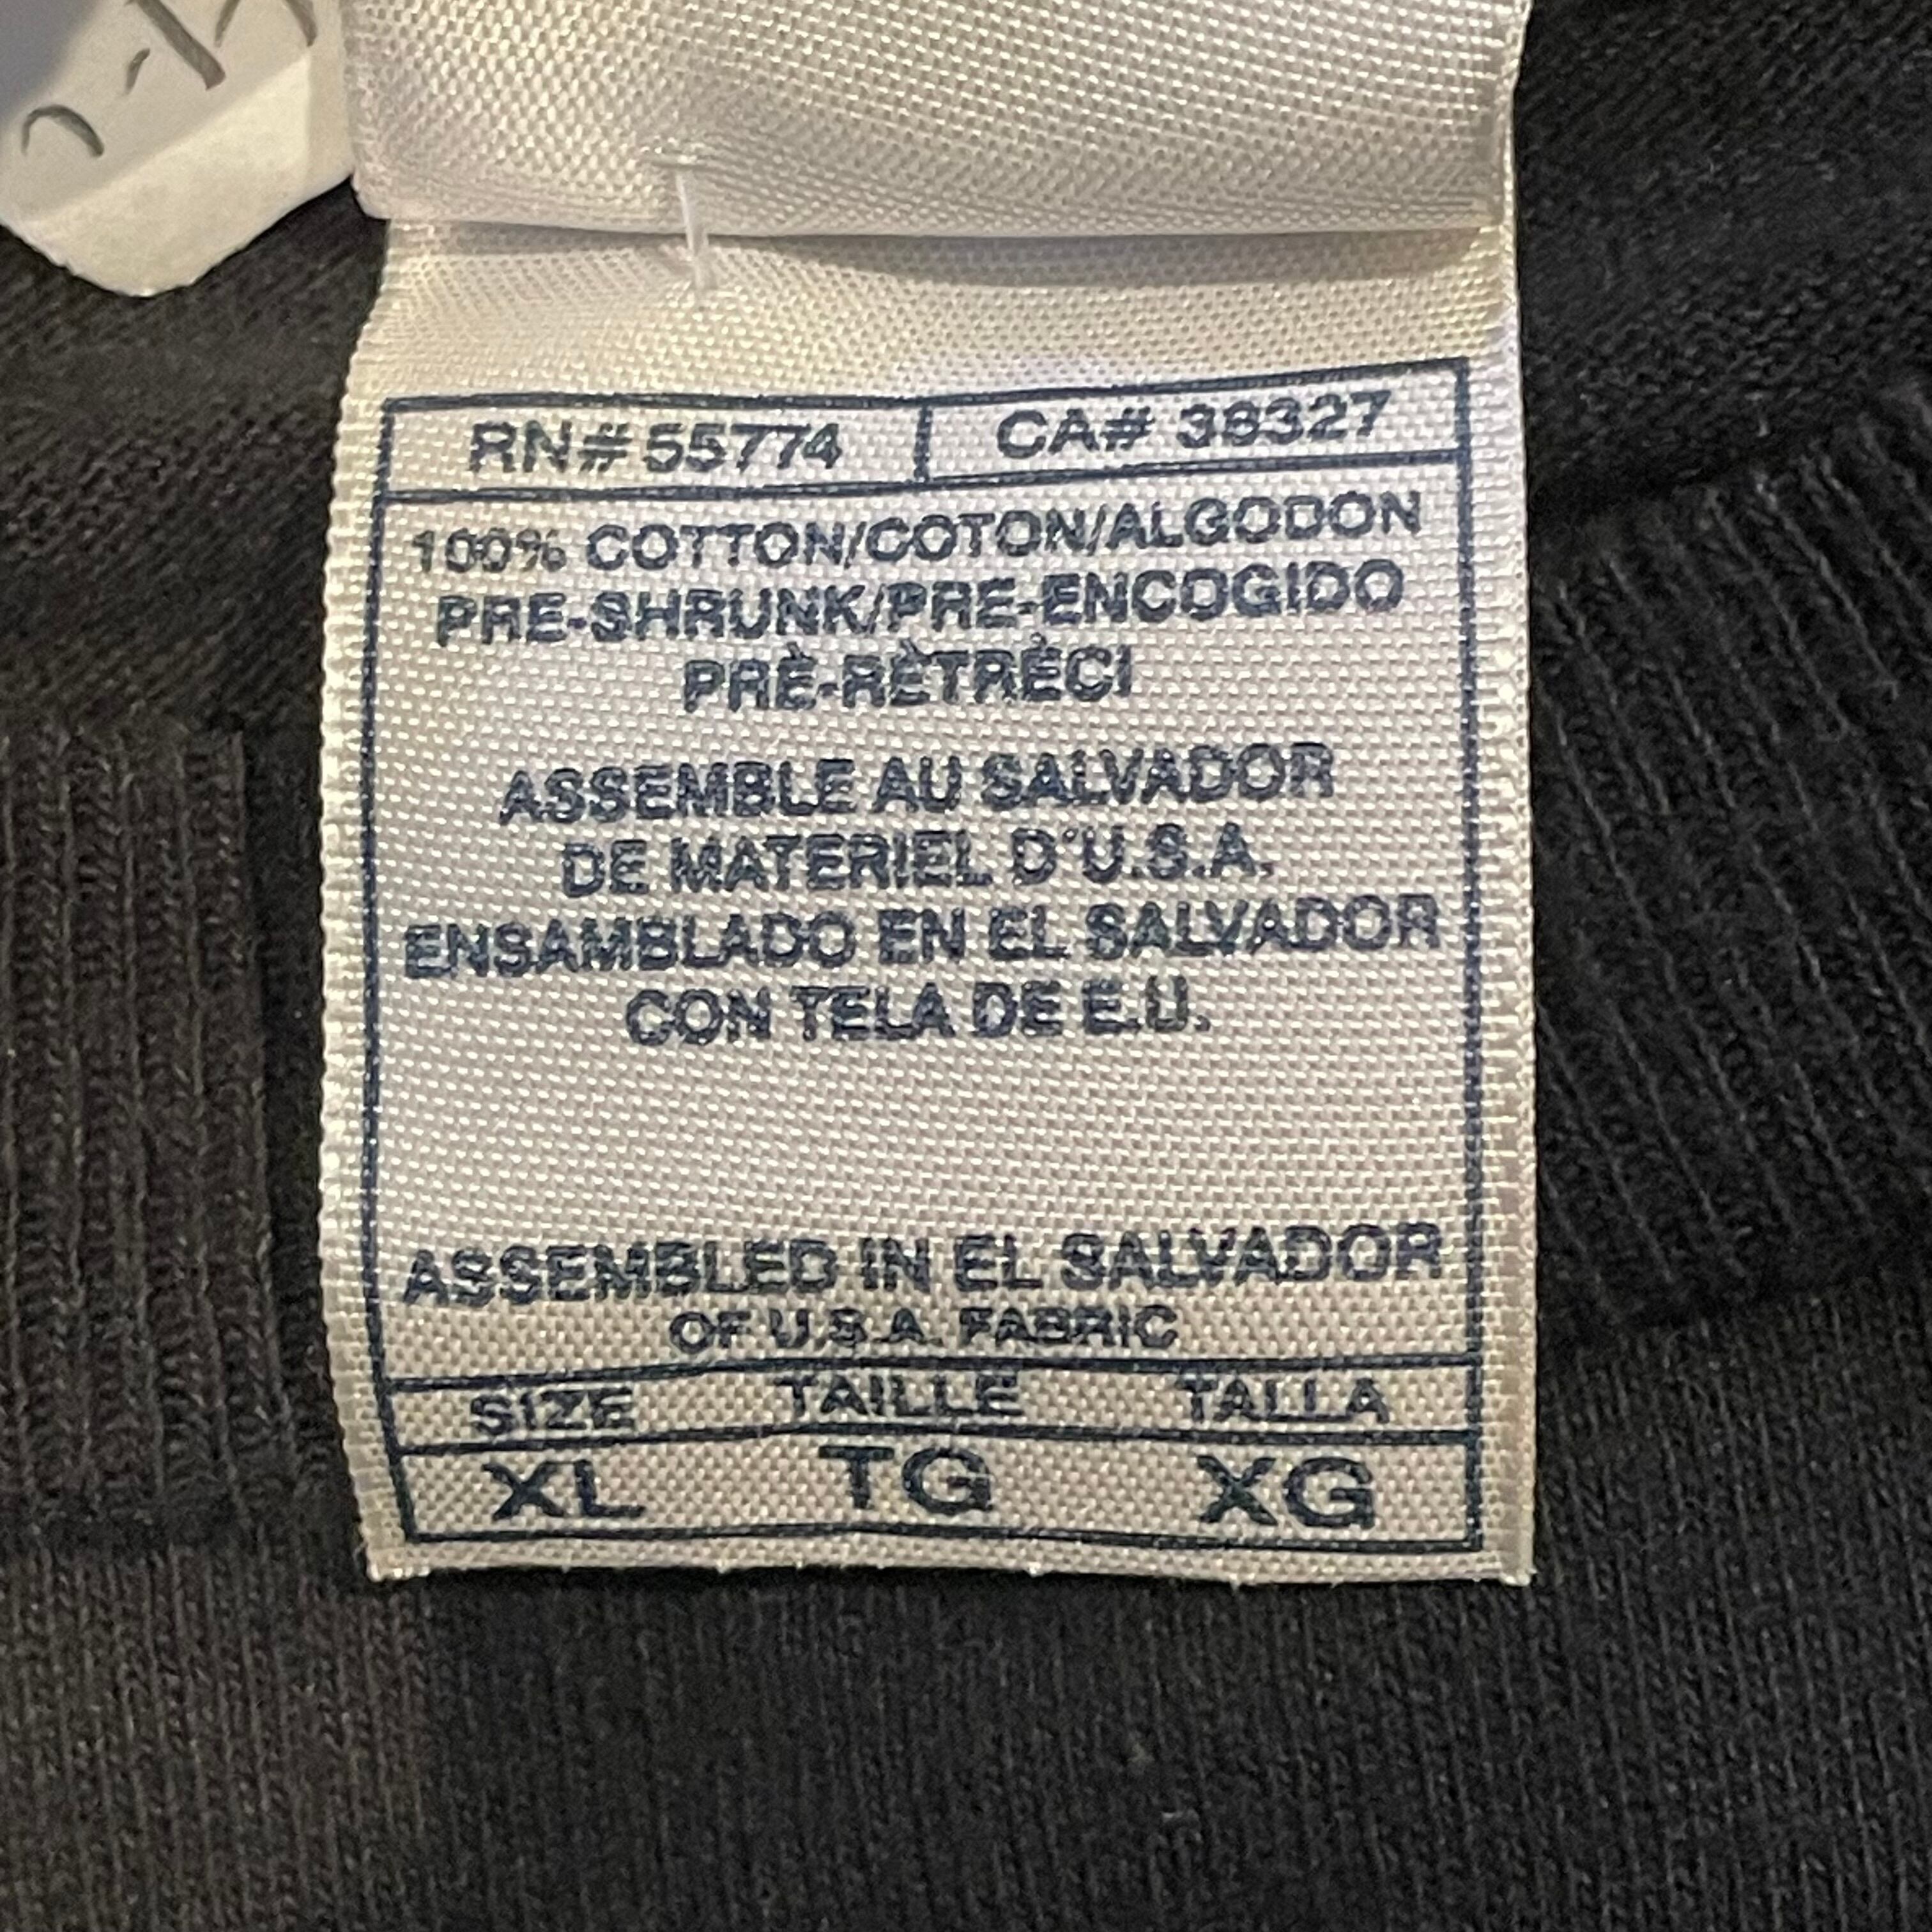 RN# 55774 CA# 38327
100% COTTON/COTON/ALGODON
PRE-SHRUNK/PRE-ENCOGIDO
PRÈ-RÈTRÈCI
ASSEMBLE AU SALVADOR
DE MATERIEL D'U.S.A.
ENSAMBLADO EN EL SALVADOR
CON TELA DE E.U.
ASSEMBLED IN EL SALVADOR
OF U.S.A. FABRIC
SIZE TAILLE TALLA
XL TG XG